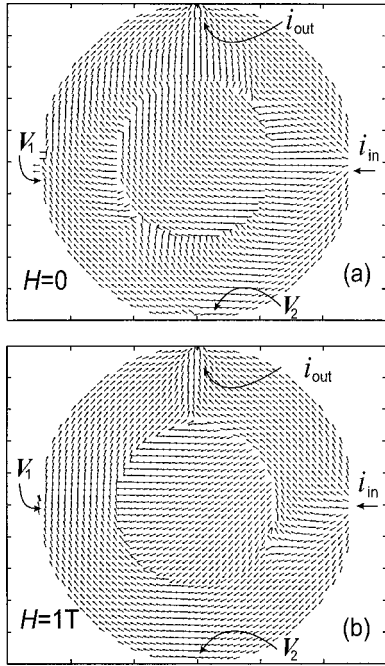 i_out
V_1
i_in
H=0
(a)
V_2
i_out
V_1
i_in
H=1T
(b)
V_2